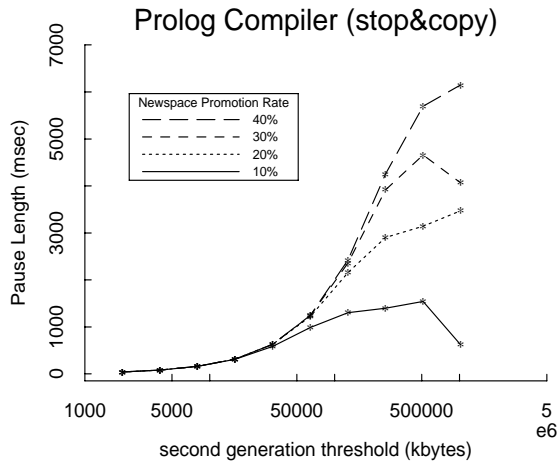 Prolog Compiler (stop&copy)
7000
5000
3000
1000
0
Pause Length (msec)
Newspace Promotion Rate
40%
30%
20%
10%
1000 5000 50000 500000 5 e6
second generation threshold (kbytes)